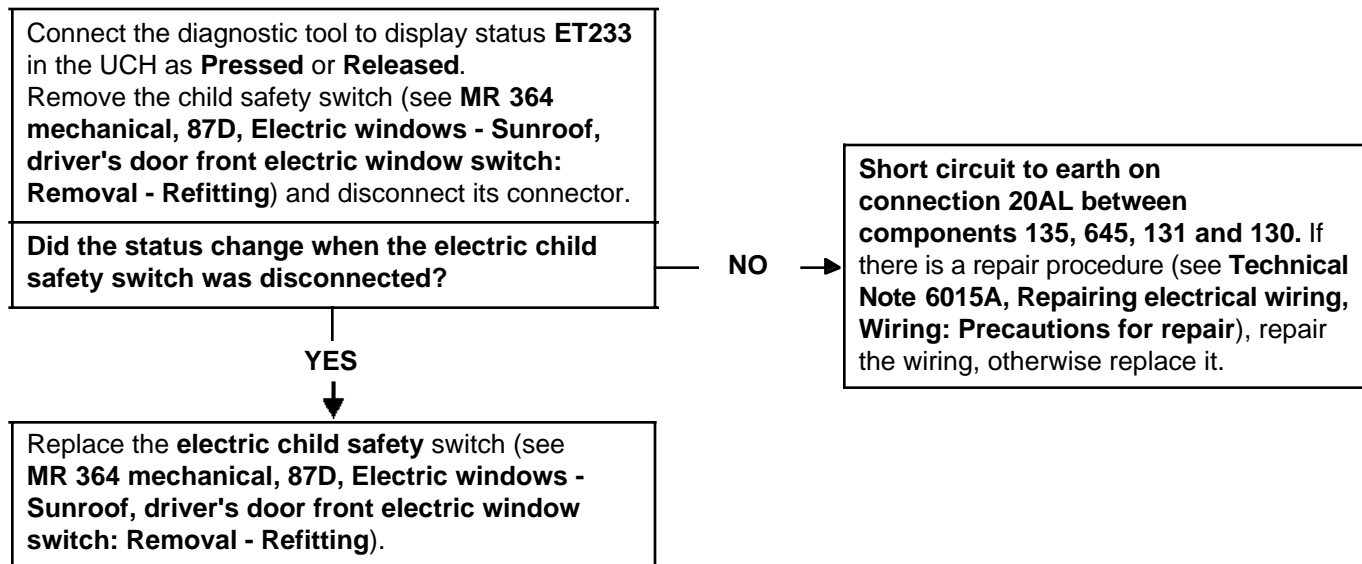 Connect the diagnostic tool to display status ET233
in the UCH as Pressed or Released.
Remove the child safety switch (see MR 364
mechanical, 87D, Electric windows - Sunroof,
driver's door front electric window switch:
Removal - Refitting) and disconnect its connector.
Did the status change when the electric child
safety switch was disconnected?
NO
Short circuit to earth on
connection 20AL between
components 135, 645, 131 and 130. If
there is a repair procedure (see Technical
Note 6015A, Repairing electrical wiring,
Wiring: Precautions for repair), repair
the wiring, otherwise replace it.
YES
Replace the electric child safety switch (see
MR 364 mechanical, 87D, Electric windows -
Sunroof, driver's door front electric window
switch: Removal - Refitting).